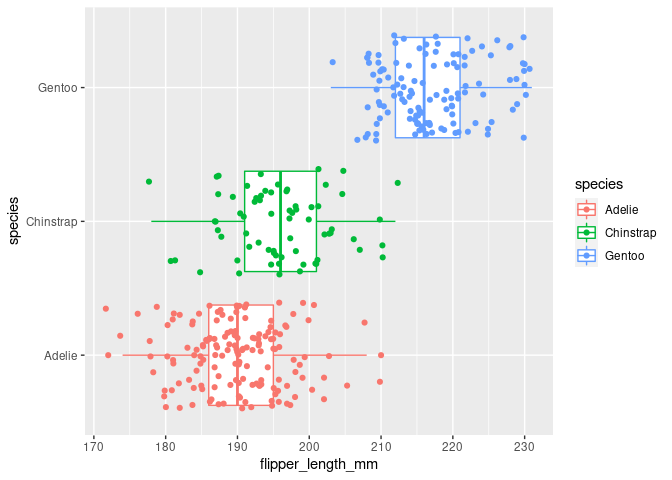 Gentoo
Chinstrap
Adelie
species
170 180 190 200 210 220 230
flipper_length_mm
species
Adelie
Chinstrap
Gentoo